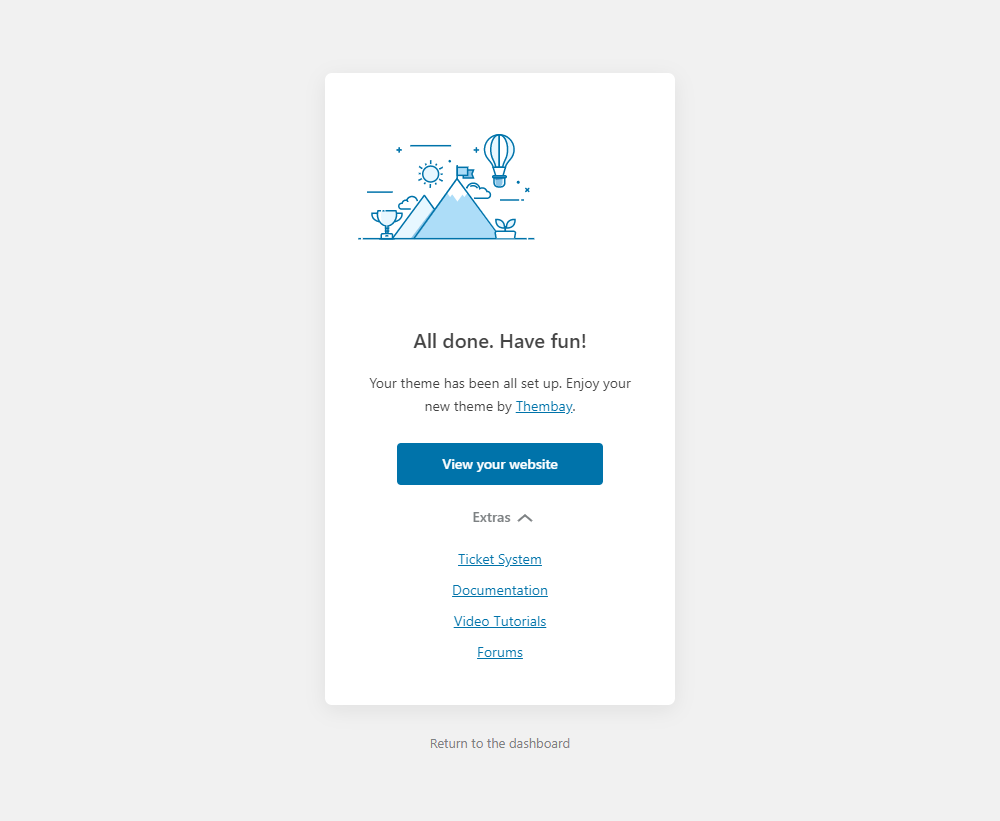 All done. Have fun!
Your theme has been all set up. Enjoy your
new theme by Thembay.
View your website
Extras
Ticket System
Documentation
Video Tutorials
Forums
Return to the dashboard